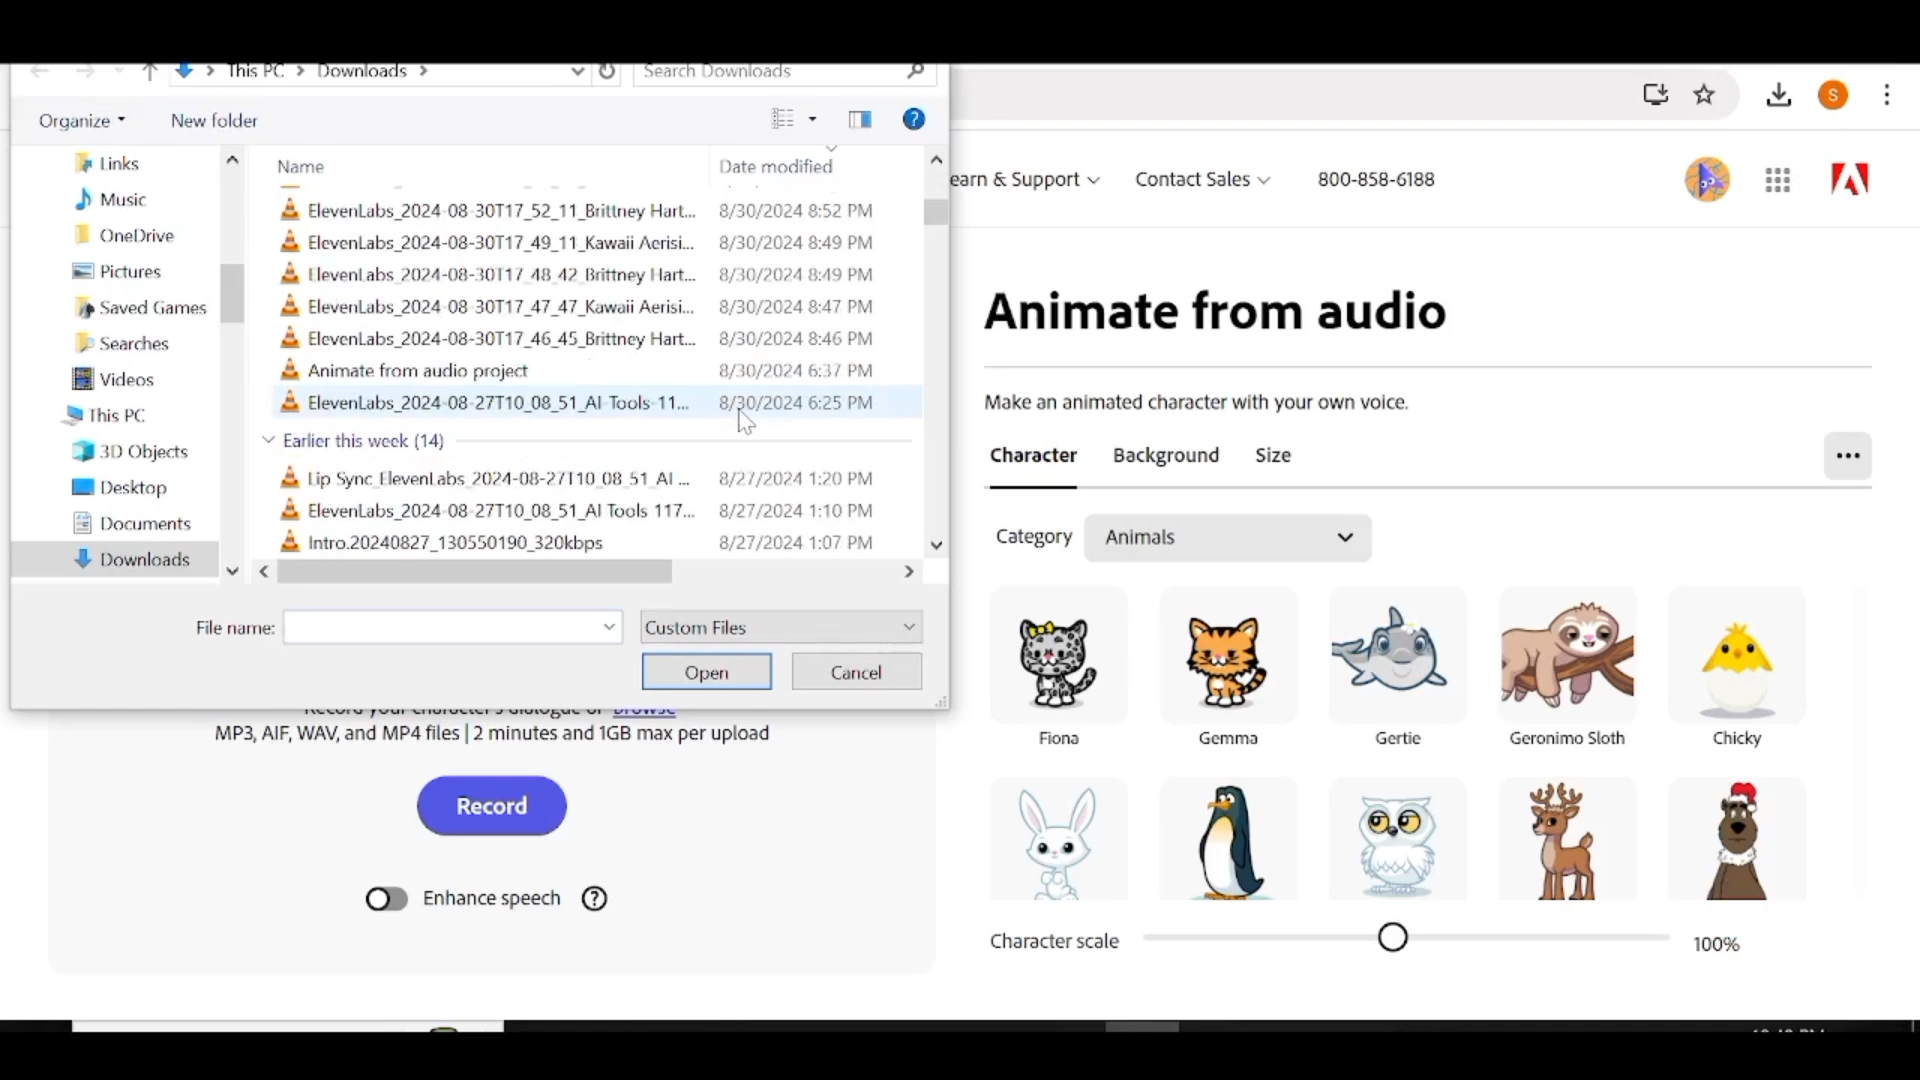 This PC > Downloads >
Search Downloads
Organize
New folder
Links
Music
OneDrive
Pictures
Saved Games
Searches
Videos
This PC
3D Objects
Desktop
Documents
Downloads
Name
Date modified
ElevenLabs_2024-08-30T17_52_11_Brittney Hart... 8/30/2024 8:52 PM
ElevenLabs_2024-08-30T17_49_11_Kawaii Aerisi... 8/30/2024 8:49 PM
ElevenLabs_2024-08-30T17_48_42_Brittney Hart... 8/30/2024 8:49 PM
ElevenLabs_2024-08-30T17_47_47_Kawaii Aerisi... 8/30/2024 8:47 PM
ElevenLabs_2024-08-30T17_46_45_Brittney Hart... 8/30/2024 8:46 PM
Animate from audio project 8/30/2024 6:37 PM
ElevenLabs_2024-08-27T10_08_51_AI-Tools-11... 8/30/2024 6:25 PM
Earlier this week (14)
Lip Sync_ElevenLabs_2024-08-27T10_08_51_AI ... 8/27/2024 1:20 PM
ElevenLabs_2024-08-27T10_08_51_AI Tools 117... 8/27/2024 1:10 PM
Intro.20240827_130550190_320kbps 8/27/2024 1:07 PM
File name:
Custom Files
Open
Cancel
Record your character's dialogue or browse
MP3, AIF, WAV, and MP4 files | 2 minutes and 1GB max per upload
Record
Enhance speech ?
S
earn & Support
Contact Sales
800-858-6188
Animate from audio
Make an animated character with your own voice.
Character
Background
Size
Category
Animals
Fiona
Gemma
Gertie
Geronimo Sloth
Chicky
Character scale
100%